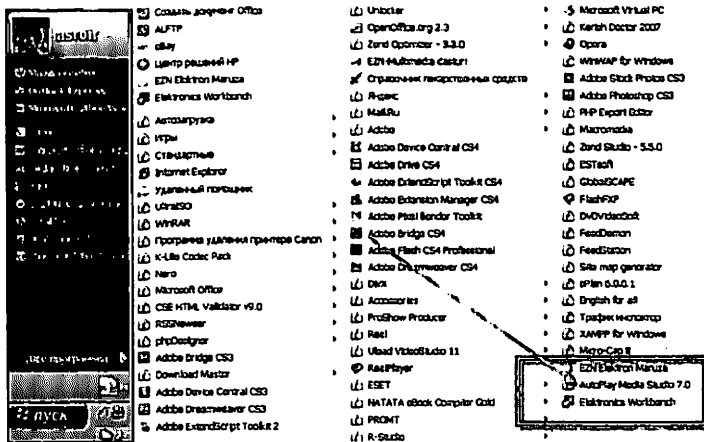 Создать документ Office
ALFTP
eBay
Центр решений HP
EZN Elektron Maruza
Elektronics Workbanch
Автозагрузка
Игры
Стандартные
Internet Explorer
Удаленный помощник
UltraISO
WinRAR
Программа удаления принтера Canon
K-Lite Codec Pack
Nero
Microsoft Office
CSE HTML Validator v9.0
RSSNewser
phpDesigner
Adobe Bridge CS3
Download Master
Adobe Device Central CS3
Adobe Dreamweaver CS3
Adobe ExtendScript Toolkit 2
Unlocker
OpenOffice.org 2.3
Zend Optimizer - 3.3.0
EZN-Multimedia dasturi
Справочник лекарственных средств
Яндекс
Mail.Ru
Adobe
Adobe Device Central CS4
Adobe Drive CS4
Adobe ExtendScript Toolkit CS4
Adobe Extension Manager CS4
Adobe Pixel Bender Toolkit
Adobe Bridge CS4
Adobe Flash CS4 Professional
Adobe Dreamweaver CS4
DivX
Accessories
ProShow Producer
Real
Ulead VideoStudio 11
RealPlayer
ESET
NATATA eBook Compiler Gold
PROMT
R-Studio
Microsoft Virtual PC
Kerish Doctor 2007
Opera
WinWAP for Windows
Adobe Stock Photos CS3
Adobe Photoshop CS3
PHP Expert Editor
Macromedia
Zend Studio - 5.5.0
ESTsoft
GlobalSCAPE
FlashFXP
DVDVideoSoft
FeedDemon
FeedStation
Site map generator
sPlan 6.0.0.1
English for all
Трафик инспектор
XAMPP for Windows
Micro-Cap 8
EZN Elektron Maruza
AutoPlay Media Studio 7.0
Elektronics Workbanch
Все программы
пуск